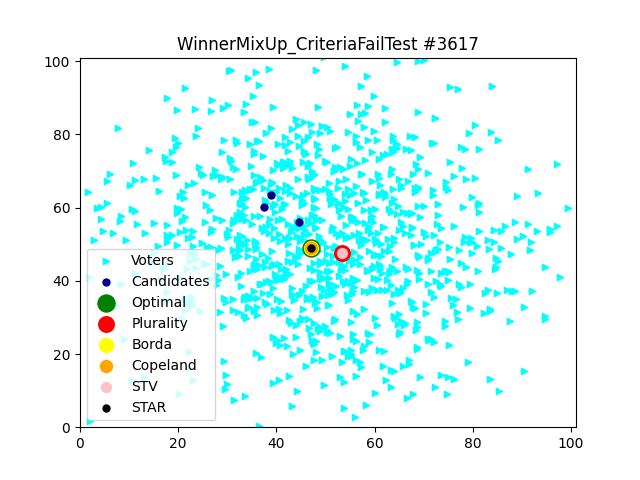 WinnerMixUp_CriteriaFailTest #3617
100
80
60
40
20
0
Voters
Candidates
Optimal
Plurality
Borda
Copeland
STV
STAR
0 20 40 60 80 100